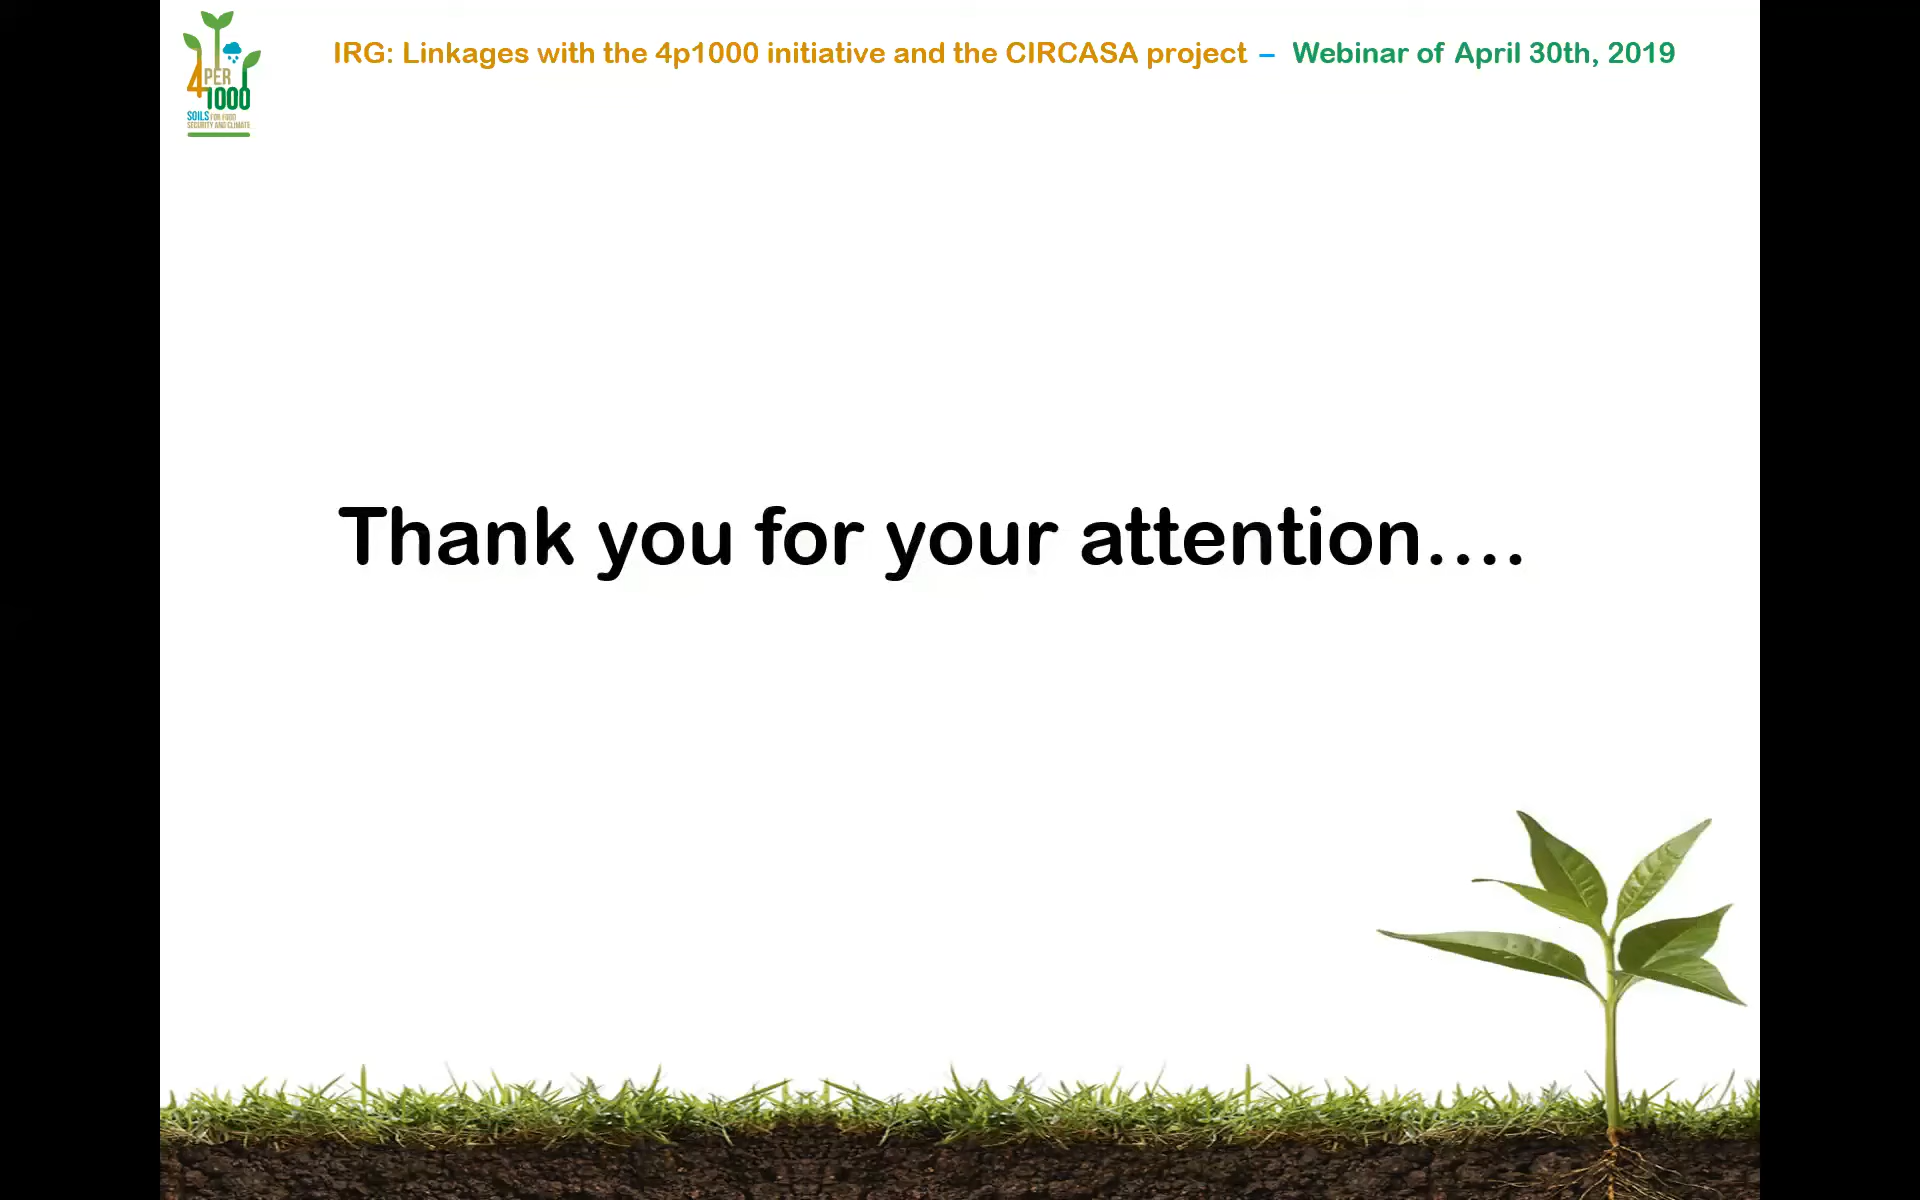 4 PER
1000
SOILS FOR FOOD
SECURITY AND CLIMATE
IRG: Linkages with the 4p1000 initiative and the CIRCASA project – Webinar of April 30th, 2019
Thank you for your attention....